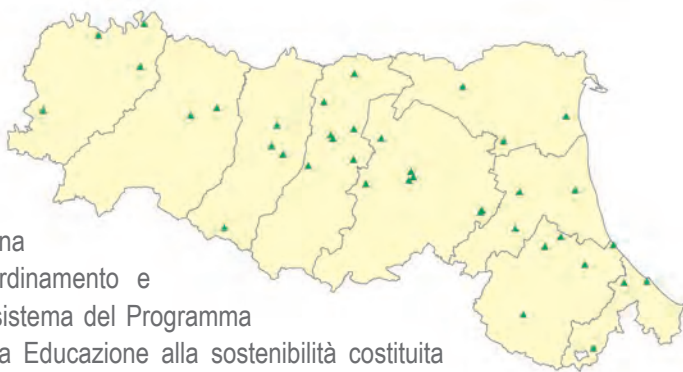 na
rdinamento e
sistema del Programma
a Educazione alla sostenibilità costituita